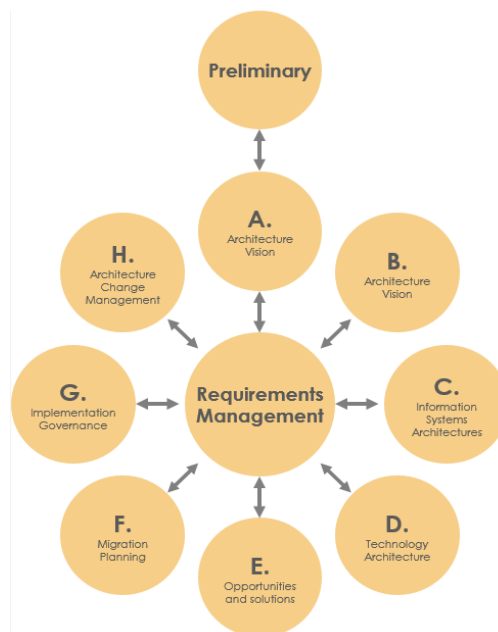 Preliminary
A.
Architecture
Vision
B.
Architecture
Vision
C.
Information
Systems
Architectures
D.
Technology
Architecture
E.
Opportunities
and solutions
F.
Migration
Planning
G.
Implementation
Governance
H.
Architecture
Change
Management
Requirements
Management